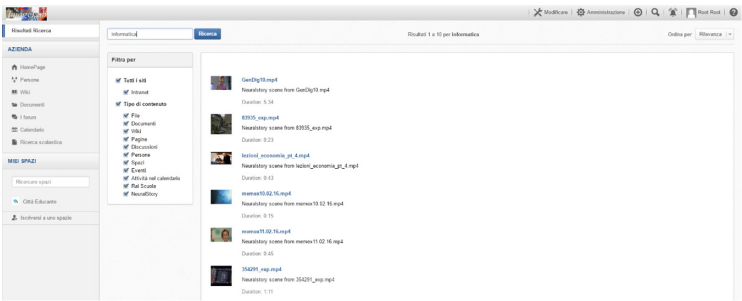 Modificare
Amministrazione
Root Root
Risultati Ricerca
Informatica
Ricerca
Risultati 1 a 10 per Informatica
Ordina per
Rilevanza
AZIENDA
HomePage
Persone
Wiki
Documenti
I forum
Calendario
Ricerca scolastica
MIEI SPAZI
Ricercare spazi
Città Educante
Iscriversi a uno spazio
Filtra per
Tutti i siti
Intranet
Tipo di contenuto
File
Documenti
Wiki
Pagine
Discussioni
Persone
Spazi
Eventi
Attività nel calendario
Rai Scuole
NeuralStory
GenDig19.mp4
Neuralstory scene from GenDig19.mp4
Duration: 5:34
83935_exp.mp4
Neuralstory scene from 83935_exp.mp4
Duration: 0:23
lezioni_economia_pt_4.mp4
Neuralstory scene from lezioni_economia_pt_4.mp4
Duration: 0:43
memex10.02.16.mp4
Neuralstory scene from memex10.02.16.mp4
Duration: 0:15
memex11.02.16.mp4
Neuralstory scene from memex11.02.16.mp4
Duration: 0:45
354291_exp.mp4
Neuralstory scene from 354291_exp.mp4
Duration: 1:11